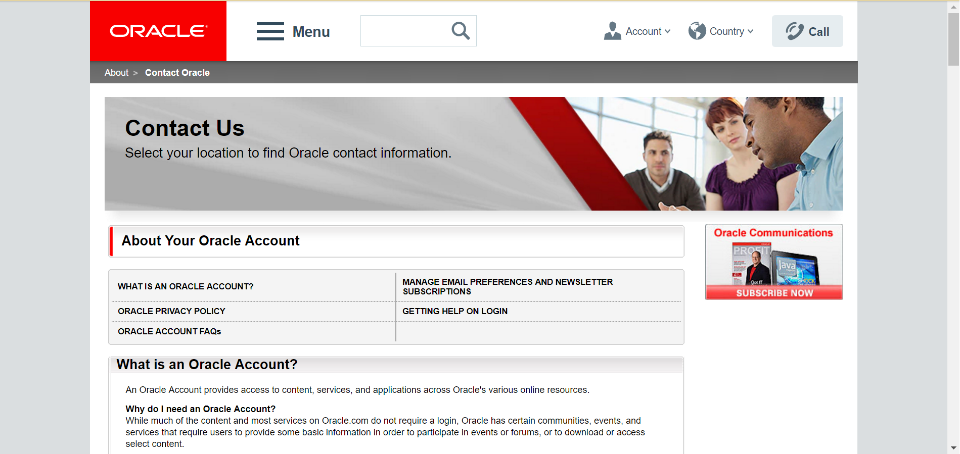 ORACLE
Menu
Account
Country
Call
About > Contact Oracle
Contact Us
Select your location to find Oracle contact information.
About Your Oracle Account
Oracle Communications
PROSIT
java
SUBSCRIBE NOW
WHAT IS AN ORACLE ACCOUNT?
MANAGE EMAIL PREFERENCES AND NEWSLETTER
SUBSCRIPTIONS
ORACLE PRIVACY POLICY
GETTING HELP ON LOGIN
ORACLE ACCOUNT FAQs
What is an Oracle Account?
An Oracle Account provides access to content, services, and applications across Oracle's various online resources.
Why do I need an Oracle Account?
While much of the content and most services on Oracle.com do not require a login, Oracle has certain communities, events, and
services that require users to provide some basic information in order to participate in events or forums, or to download or access
select content.